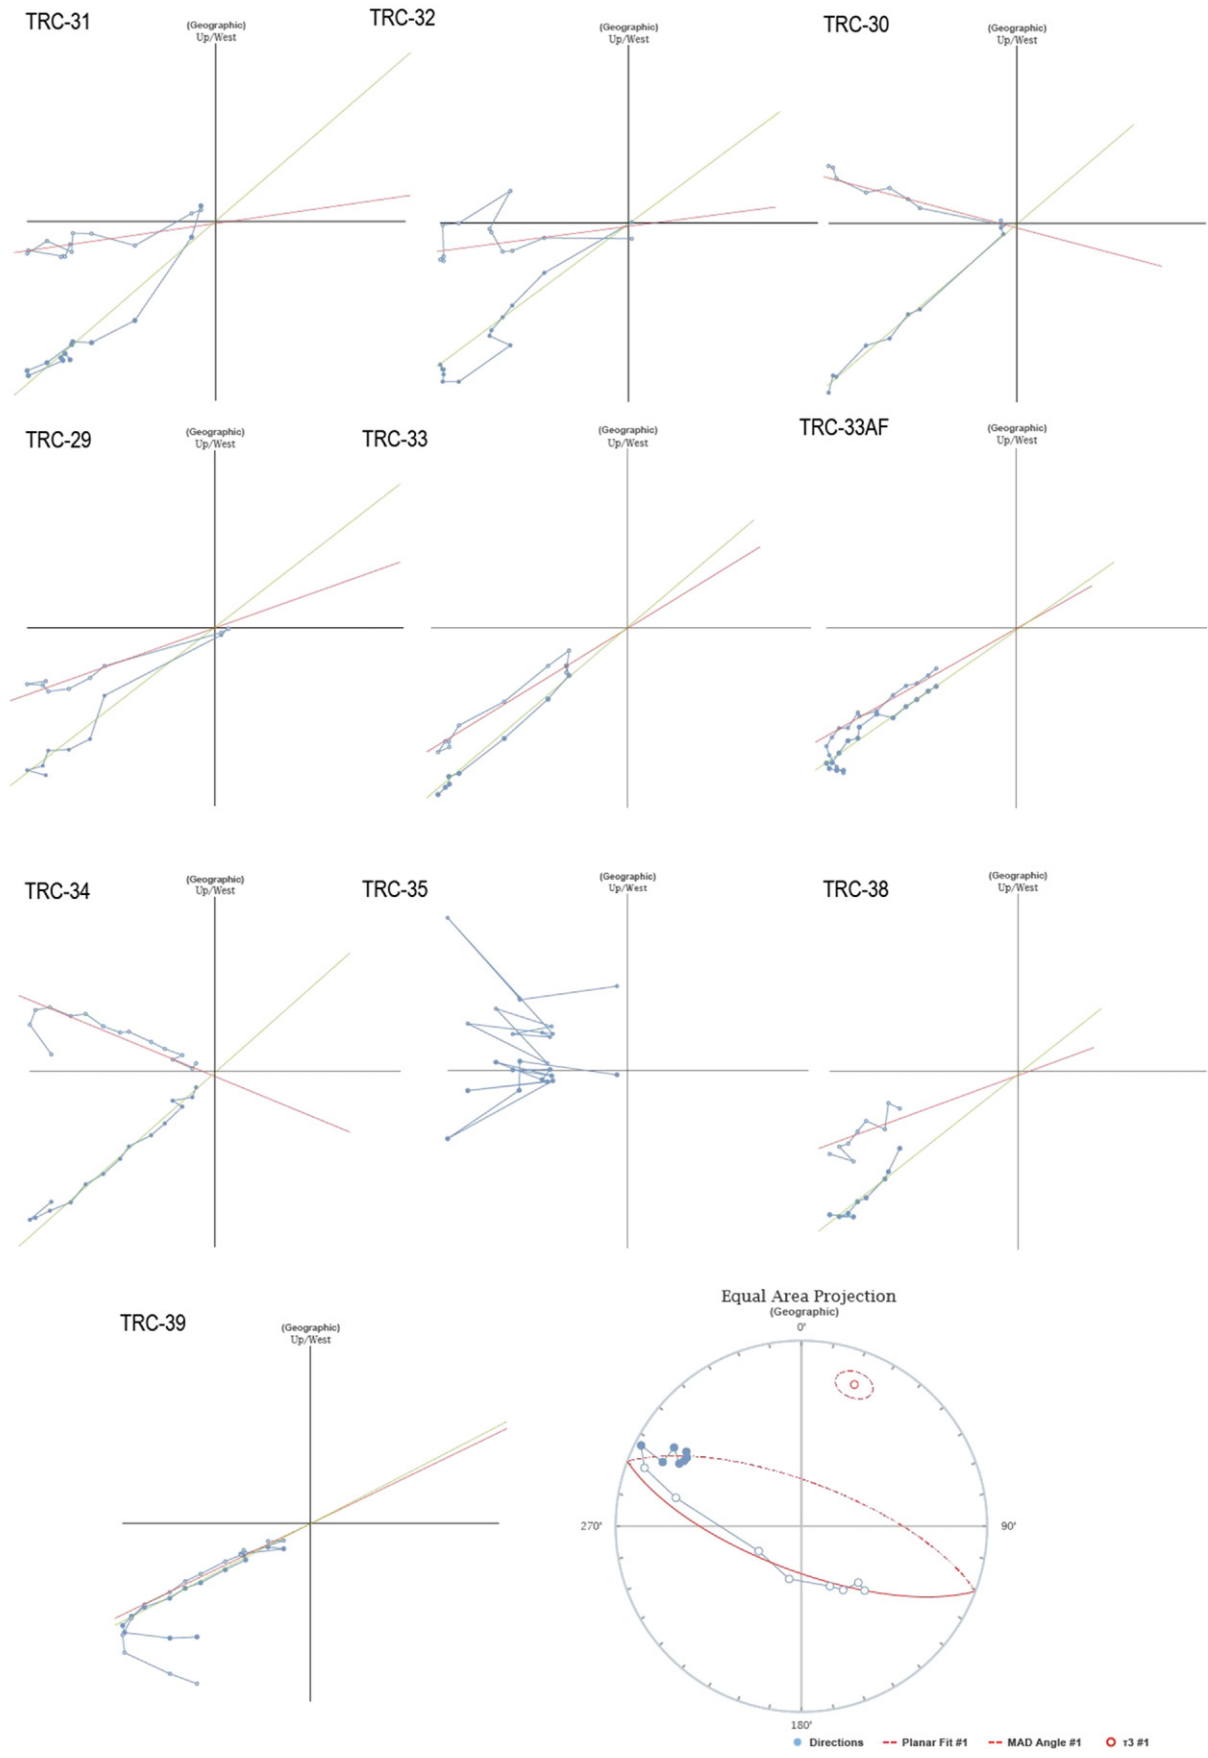 TRC-31
(Geographic)
Up/West
TRC-32
(Geographic)
Up/West
TRC-30
(Geographic)
Up/West
TRC-29
(Geographic)
Up/West
TRC-33
(Geographic)
Up/West
TRC-33AF
(Geographic)
Up/West
TRC-34
(Geographic)
Up/West
TRC-35
(Geographic)
Up/West
TRC-38
(Geographic)
Up/West
TRC-39
(Geographic)
Up/West
Equal Area Projection
(Geographic)
0°
270°
90°
180°
Directions
Planar Fit #1
MAD Angle #1
τ3 #1